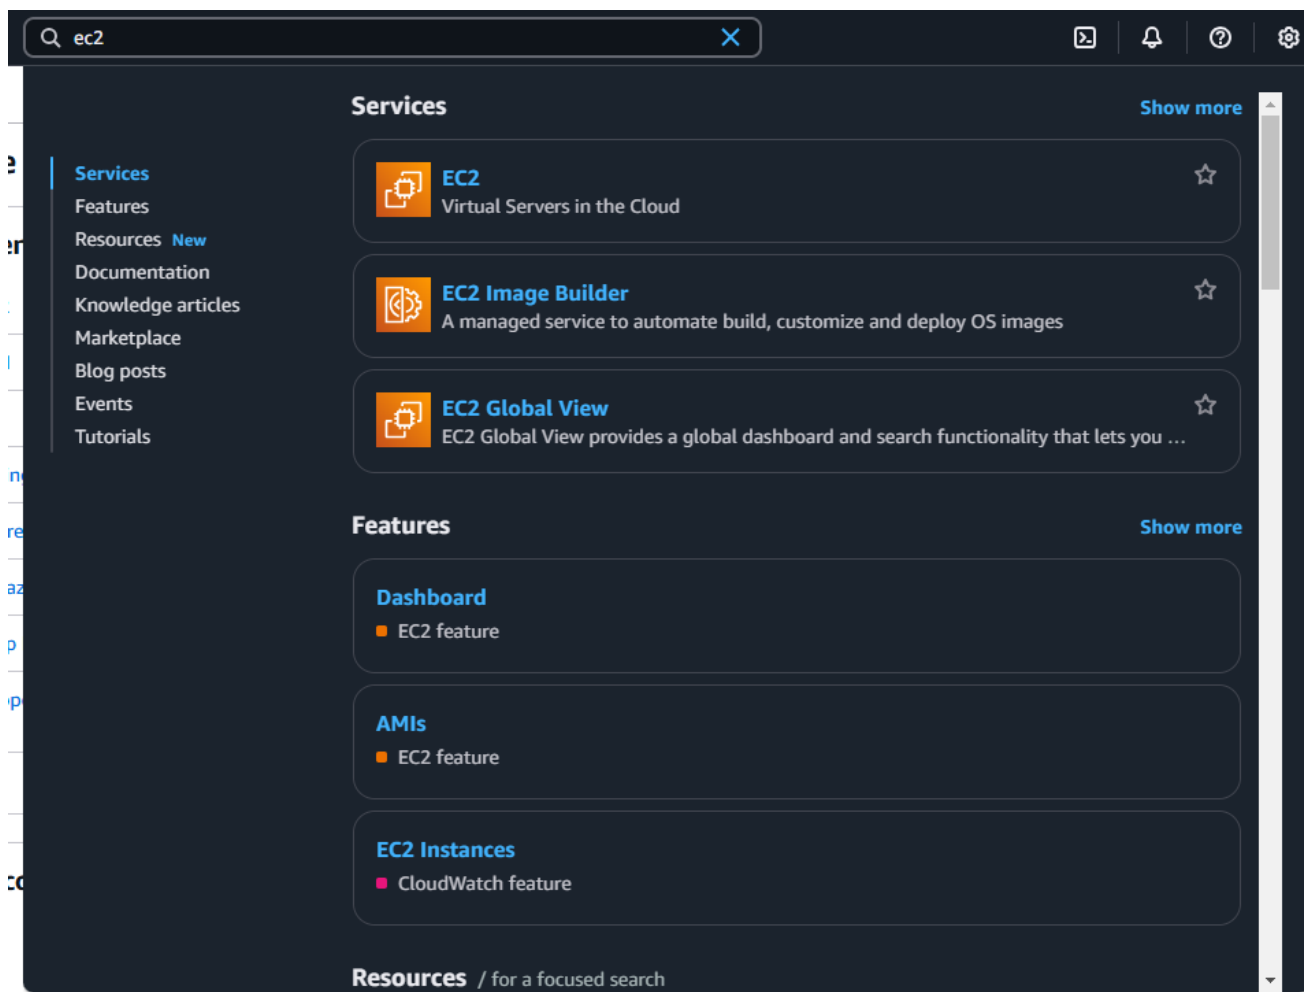 ec2
Services
Features
Resources New
Documentation
Knowledge articles
Marketplace
Blog posts
Events
Tutorials
Services
Show more
EC2
Virtual Servers in the Cloud
EC2 Image Builder
A managed service to automate build, customize and deploy OS images
EC2 Global View
EC2 Global View provides a global dashboard and search functionality that lets you ...
Features
Show more
Dashboard
EC2 feature
AMIs
EC2 feature
EC2 Instances
CloudWatch feature
Resources / for a focused search